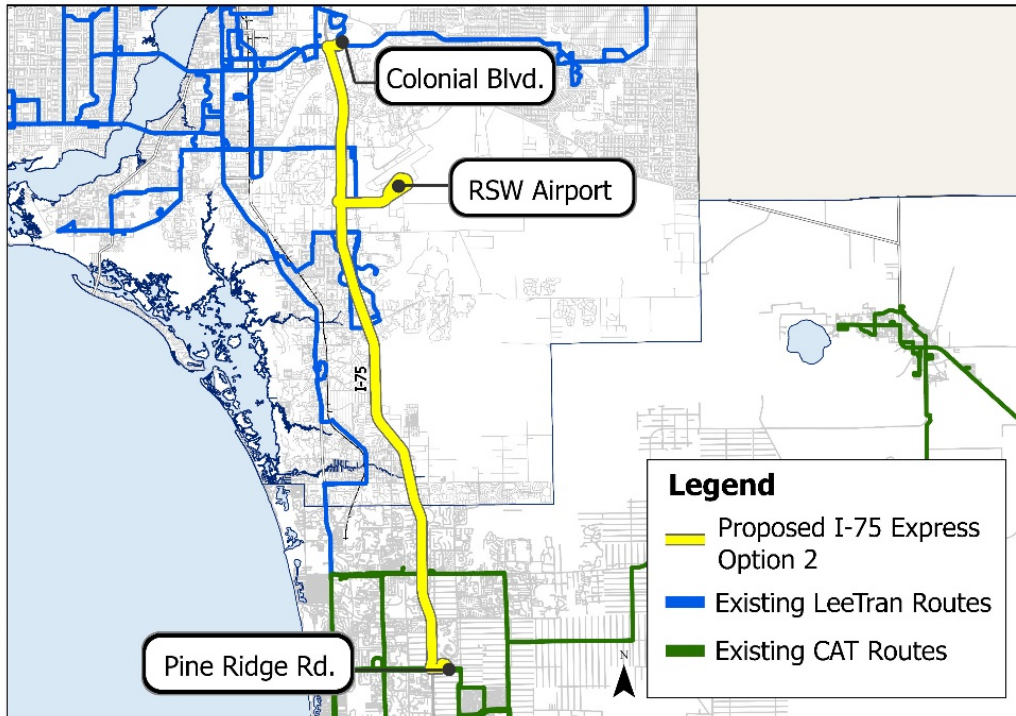 Colonial Blvd.
RSW Airport
I-75
Pine Ridge Rd.
N
Legend
Proposed I-75 Express
Option 2
Existing LeeTran Routes
Existing CAT Routes